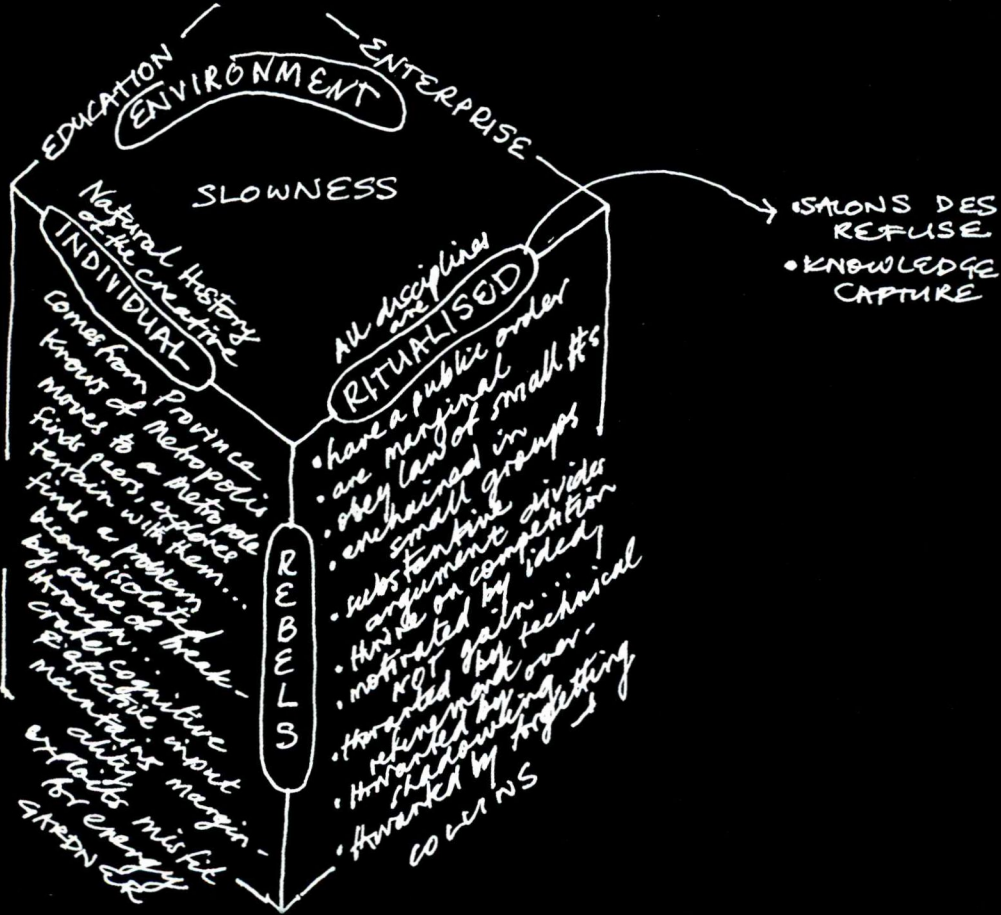 EDUCATION
ENTERPRISE
ENVIRONMENT
SLOWNESS
•SALONS DES
REFUSE
•KNOWLEDGE
CAPTURE
Natural History
of the creative
INDIVIDUAL
comes from Province
knows of Metropolis
moves to a Metropole
finds peers, explores
terrain with them...
finds a problem
becomes isolated
by sense of break-
through...
craves cognitive
& affective input
maintains margin-
ality
exploits misfit
for energy
GARDNER
REBELS
All disciplines
are
RITUALISED
•have a public order
•are marginal
•obey law of small #s
•enchained in
small groups
•substantive
argument divides
•thrive on competition
•motivated by ideas,
NOT gain...
•thwarted by technical
refinement
•thwarted by over-
shadowing
•thwarted by forgetting
COLLINS